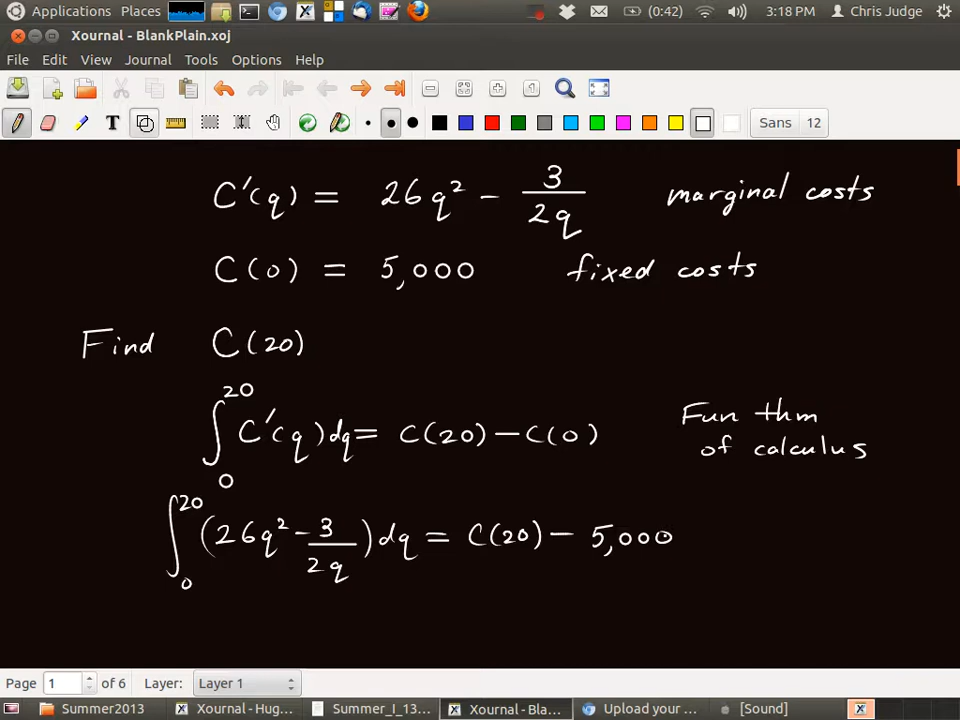 Applications Places (0:42) 3:18 PM Chris Judge
Xournal - BlankPlain.xoj
File Edit View Journal Tools Options Help
Sans 12
C'(q) = 26q² - 3/2q marginal costs
C(0) = 5,000 fixed costs
Find C(20)
∫₀²⁰ C'(q)dq = C(20) - C(0) Fun thm
of calculus
∫₀²⁰ (26q² - 3/2q) dq = C(20) - 5,000
Page 1 of 6 Layer: Layer 1
Summer2013 Xournal - Hug... Summer_I_13... Xournal - Bla... Upload your ... [Sound]